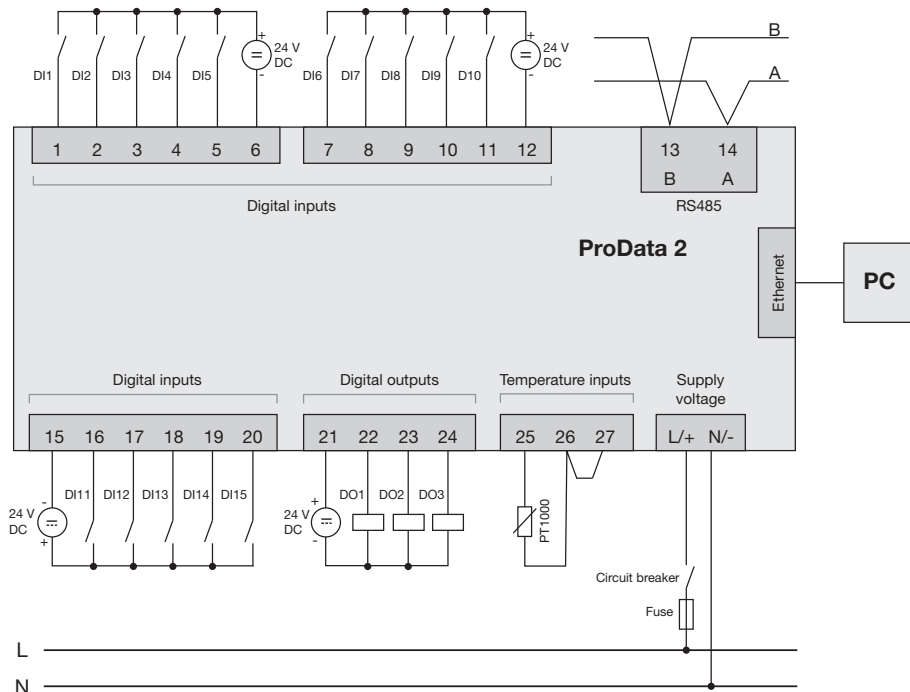 B
A
+
24 V
DC
-
DI1
DI2
DI3
DI4
DI5
+
24 V
DC
-
DI6
DI7
DI8
DI9
D10
1 2 3 4 5 6
7 8 9 10 11 12
13 14
B A
Digital inputs
RS485
ProData 2
Ethernet
PC
Digital inputs
Digital outputs
Temperature inputs
Supply
voltage
15 16 17 18 19 20
21 22 23 24
25 26 27
L/+ N/-
-
24 V
DC
+
DI11
DI12
DI13
DI14
DI15
+
24 V
DC
-
DO1
DO2
DO3
PT1000
Circuit breaker
Fuse
L
N